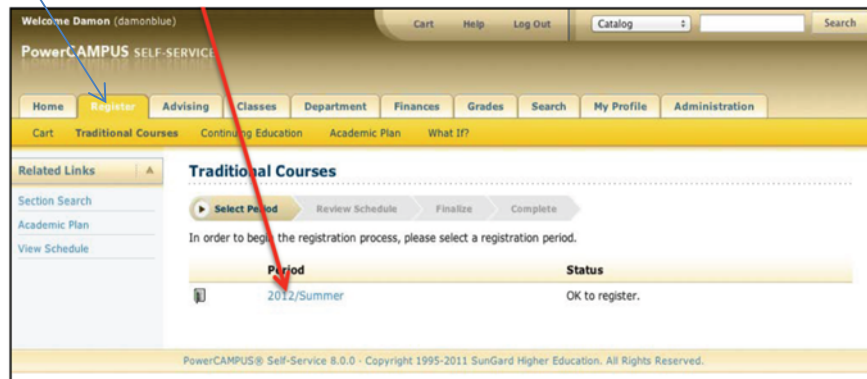 Welcome Damon (damonblue)
Cart Help Log Out Catalog Search
PowerCAMPUS SELF-SERVICE
Home Register Advising Classes Department Finances Grades Search My Profile Administration
Cart Traditional Courses Continuing Education Academic Plan What If?
Related Links
Section Search
Academic Plan
View Schedule
Traditional Courses
Select Period Review Schedule Finalize Complete
In order to begin the registration process, please select a registration period.
Period Status
2012/Summer OK to register.
PowerCAMPUS® Self-Service 8.0.0 · Copyright 1995-2011 SunGard Higher Education. All Rights Reserved.